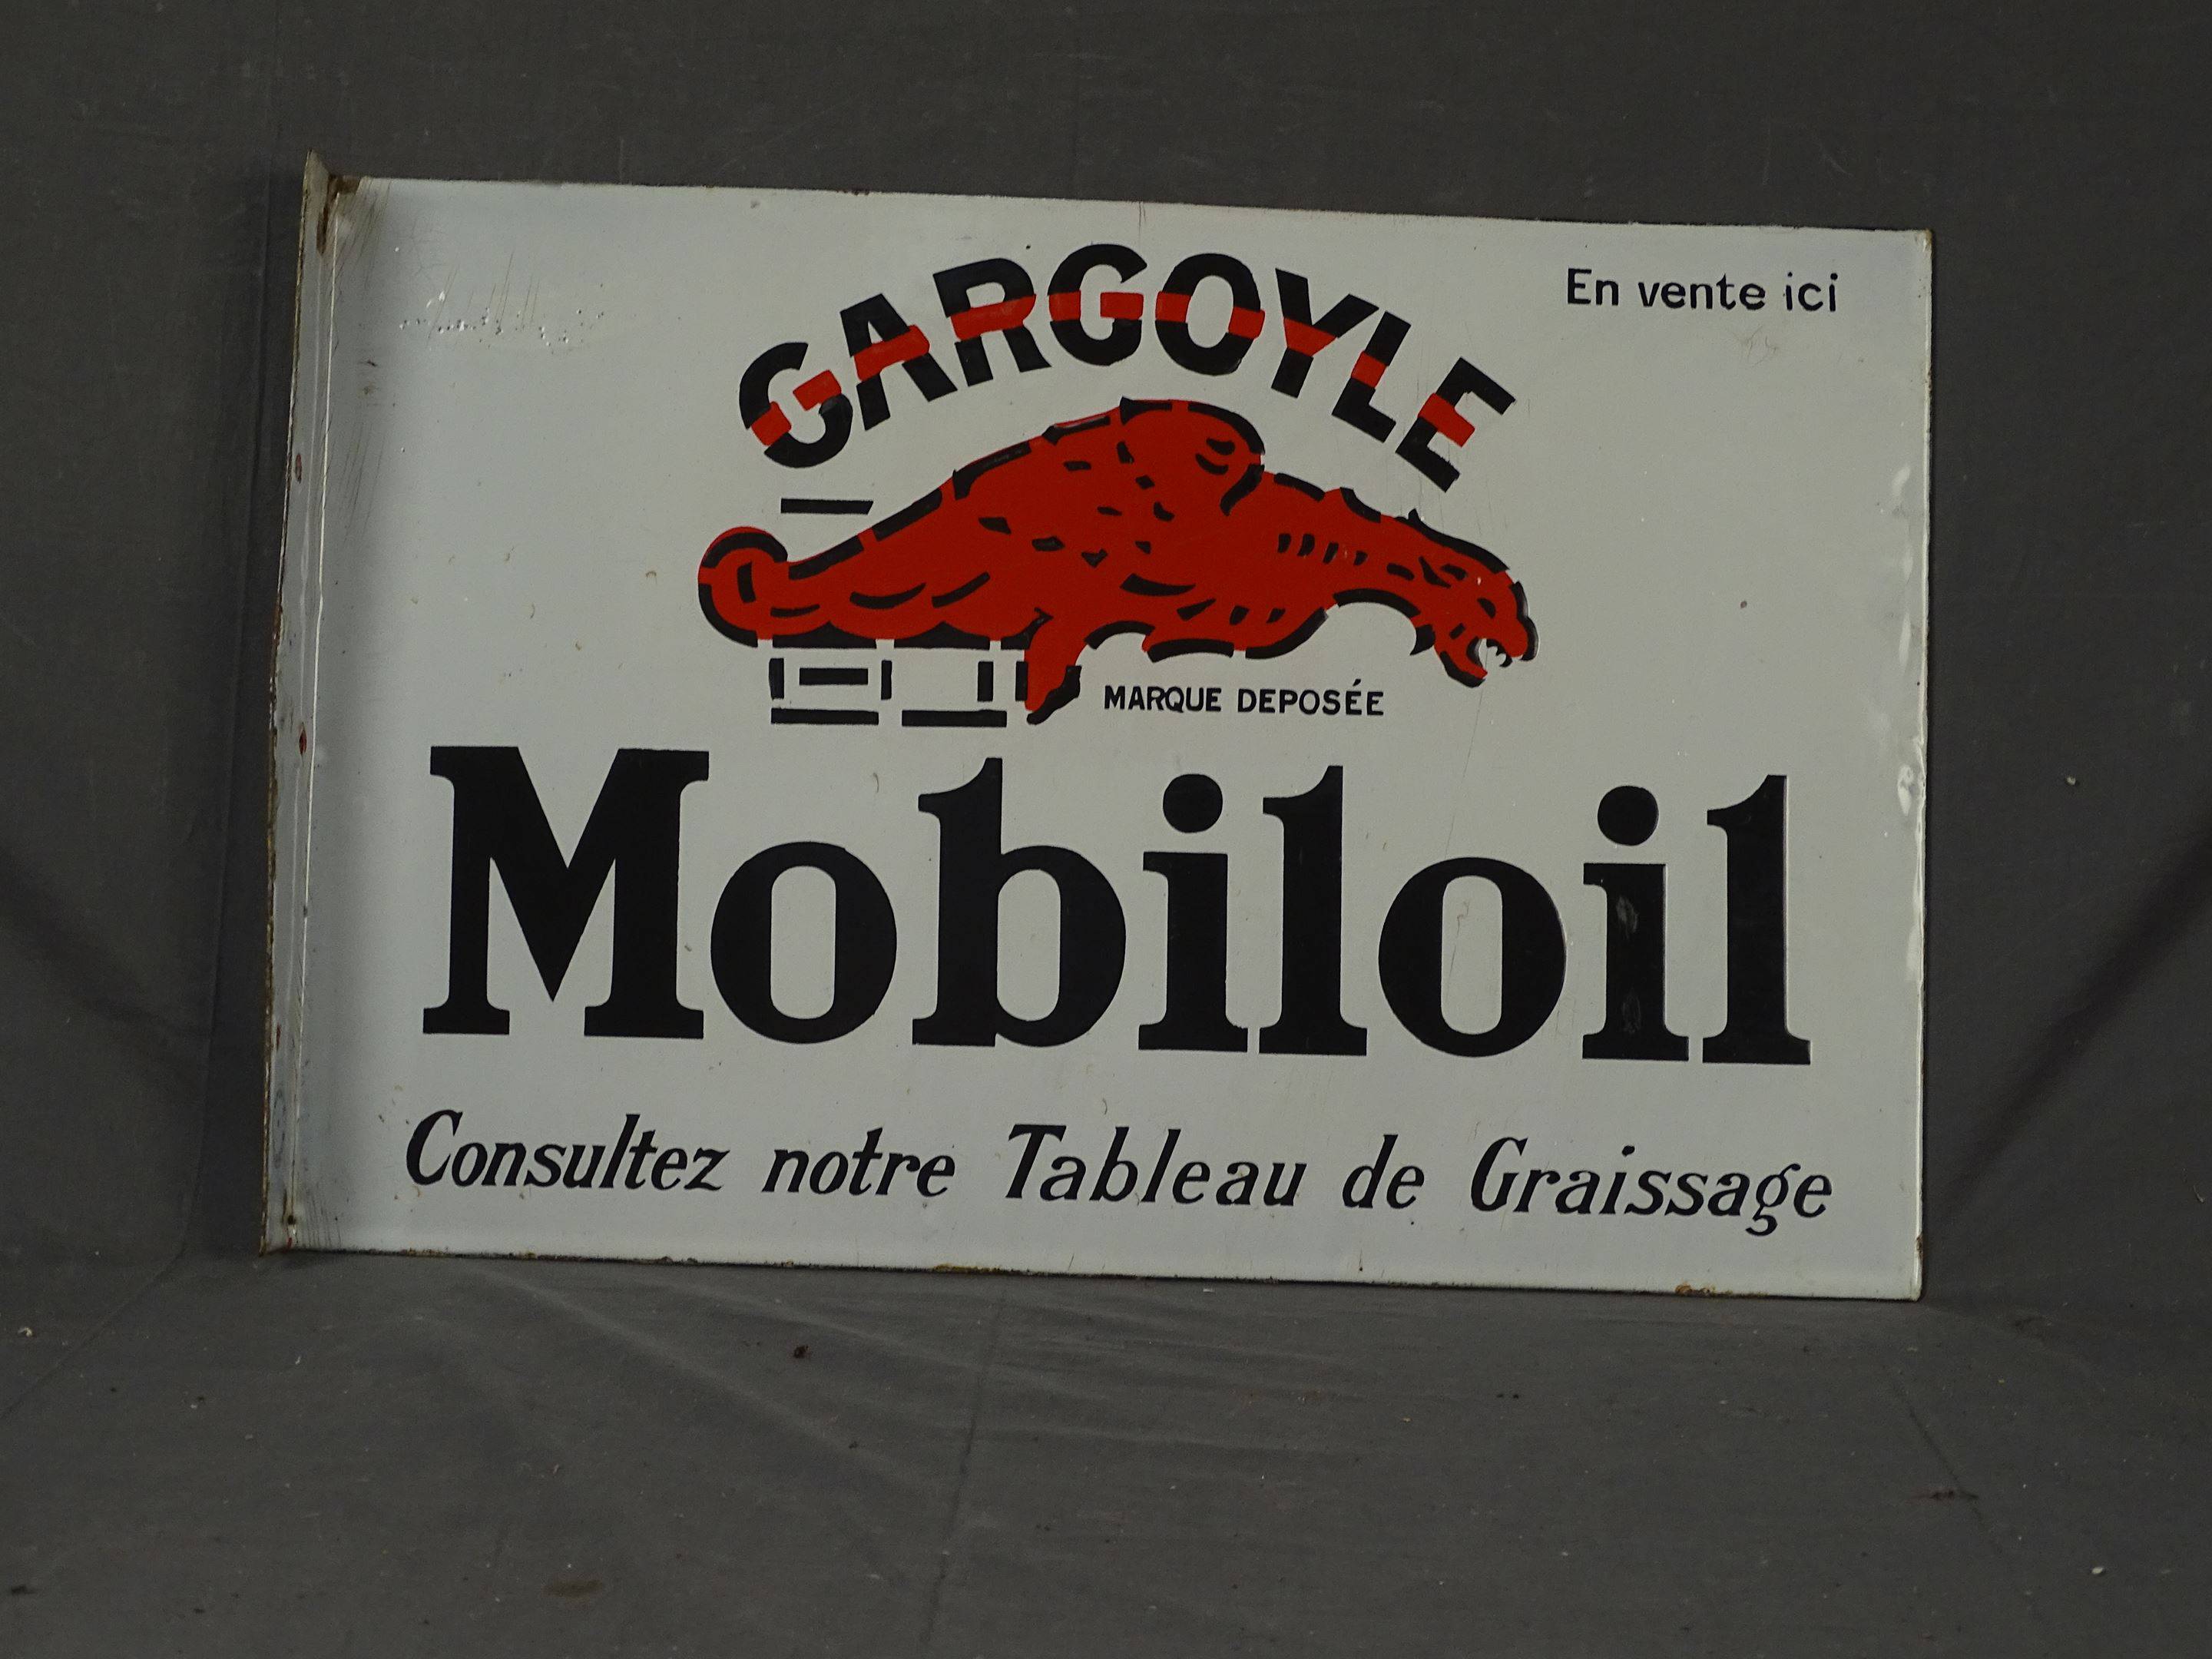 GARGOYLE
En vente ici
MARQUE DEPOSÉE
Mobiloil
Consultez notre Tableau de Graissage